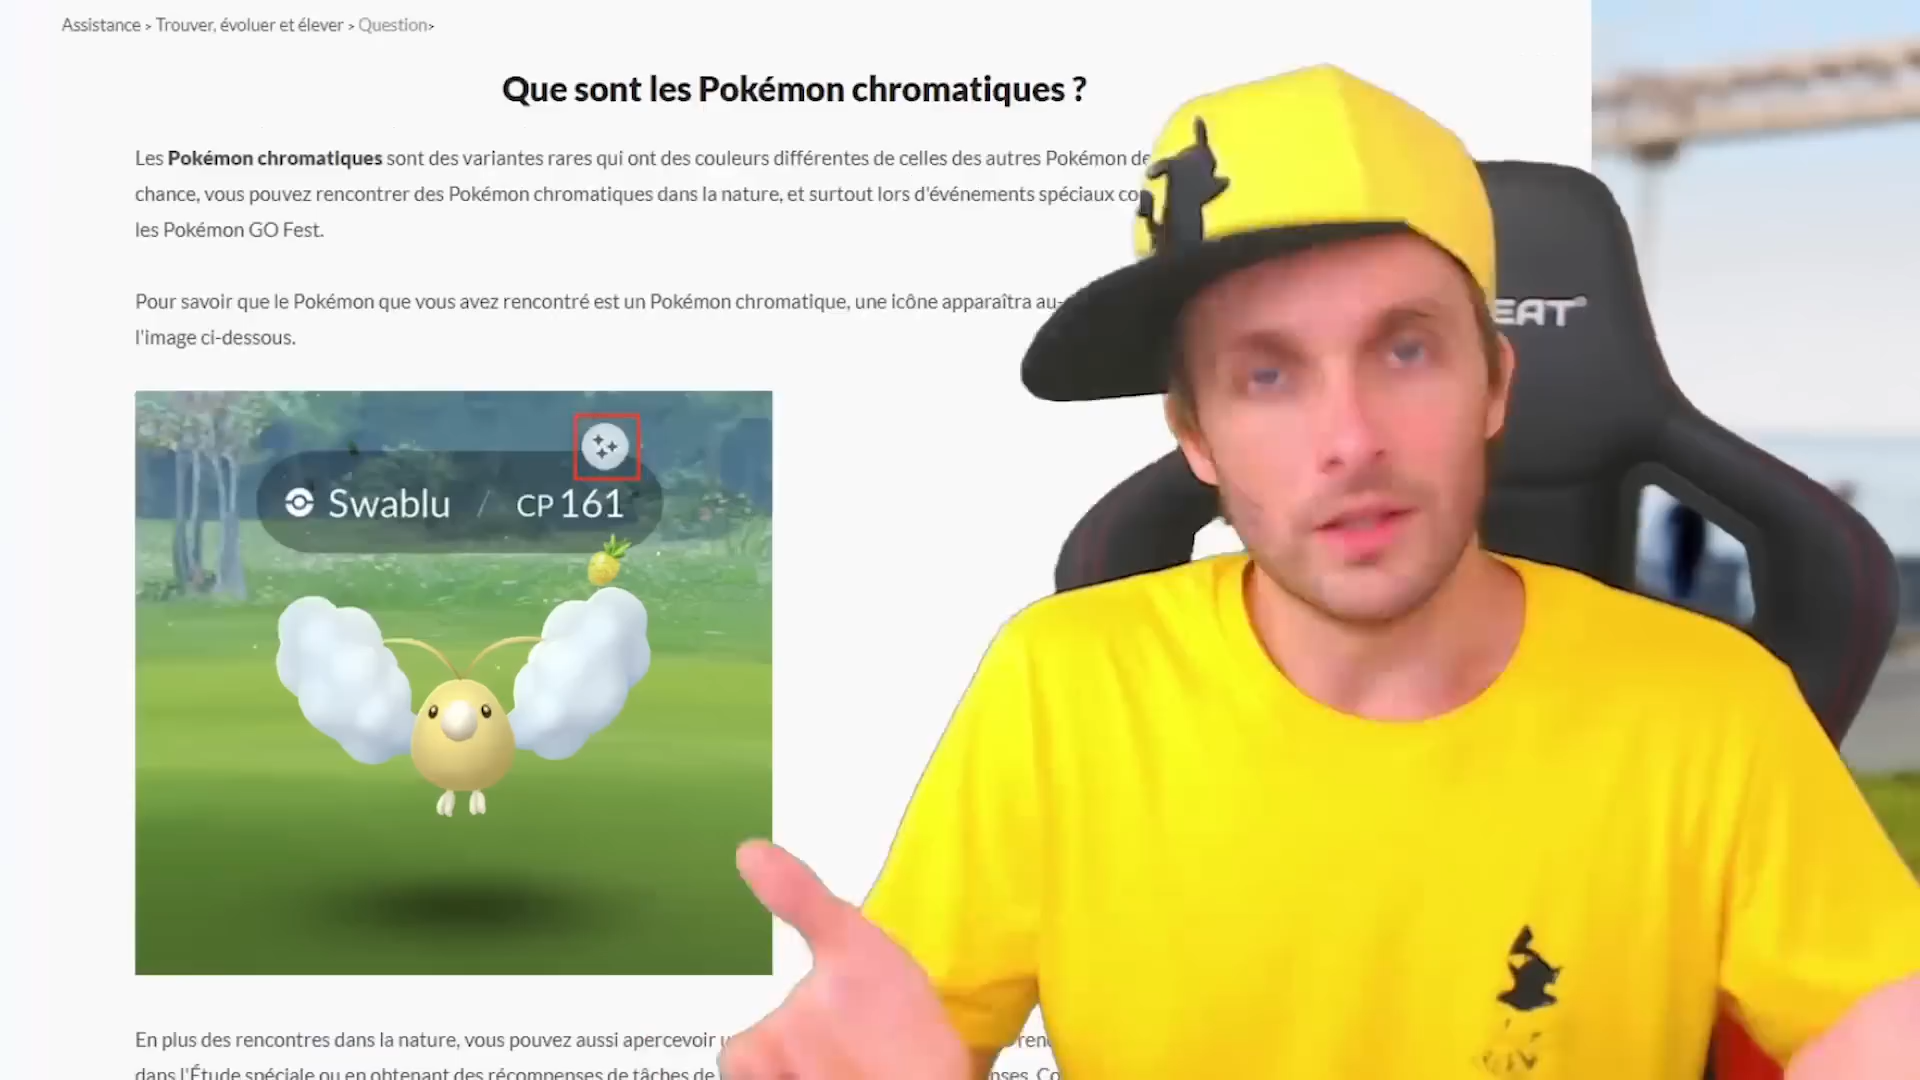 Assistance > Trouver, évoluer et élever > Question>
Que sont les Pokémon chromatiques ?
Les Pokémon chromatiques sont des variantes rares qui ont des couleurs différentes de celles des autres Pokémon de
chance, vous pouvez rencontrer des Pokémon chromatiques dans la nature, et surtout lors d'événements spéciaux co
les Pokémon GO Fest.
Pour savoir que le Pokémon que vous avez rencontré est un Pokémon chromatique, une icône apparaîtra au-
l'image ci-dessous.
EAT
Swablu / CP 161
En plus des rencontres dans la nature, vous pouvez aussi apercevoir
dans l'Étude spéciale ou en obtenant des récompenses de tâches de